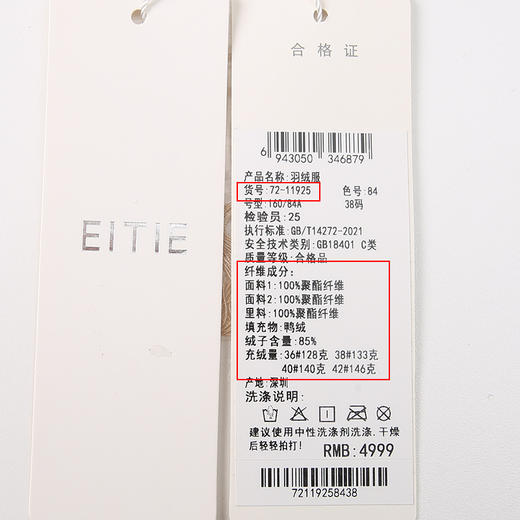 EITIE
合格证
6 943050 346879
产品名称:羽绒服
货号:72-11925 色号:84
号型:160/84A 38码
检验员:25
执行标准:GB/T14272-2021
安全技术类别:GB18401 C类
质量等级:合格品
纤维成分:
面料1:100%聚酯纤维
面料2:100%聚酯纤维
里料:100%聚酯纤维
填充物:鸭绒
绒子含量:85%
充绒量:36#128克 38#133克
40#140克 42#146克
产地:深圳
洗涤说明:
建议使用中性洗涤剂洗涤.干燥
后轻轻拍打!
RMB:4999
72119258438